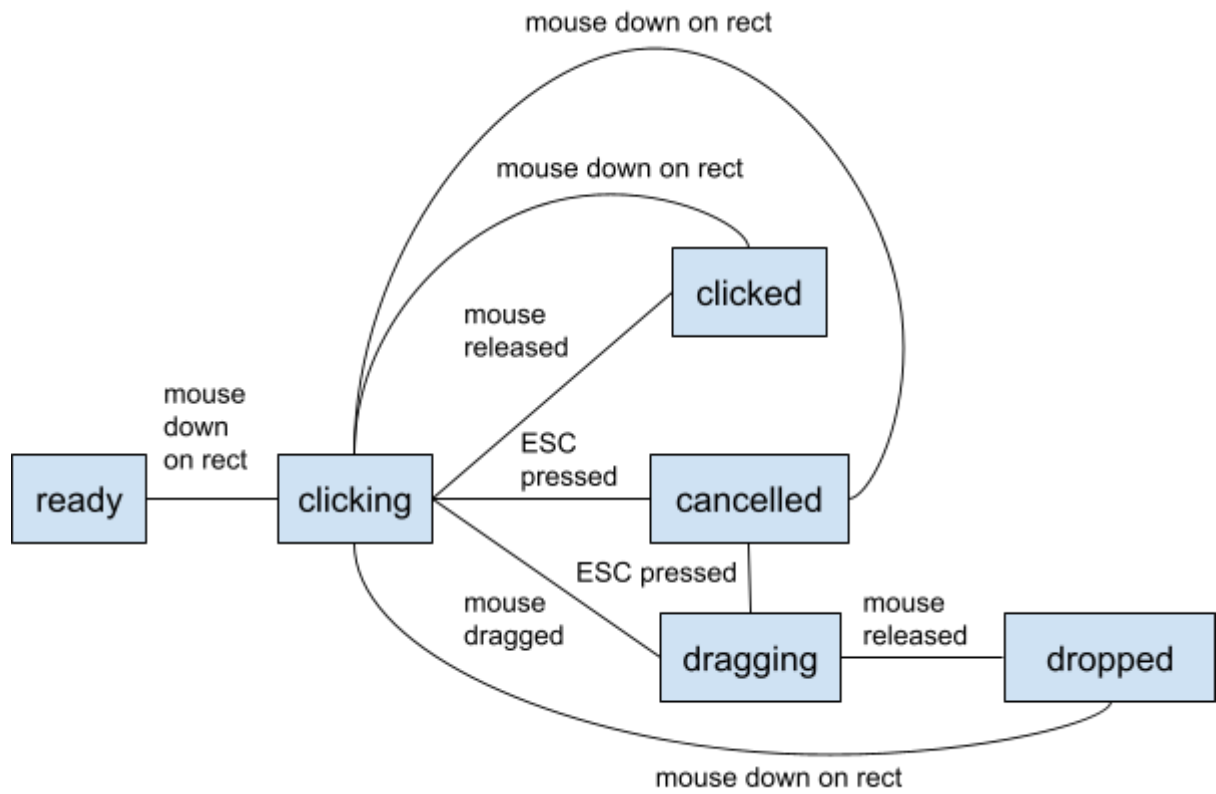 mouse down on rect
mouse down on rect
clicked
mouse
released
mouse
down
on rect
ESC
pressed
ready
clicking
cancelled
ESC pressed
mouse
dragged
mouse
released
dragging
dropped
mouse down on rect